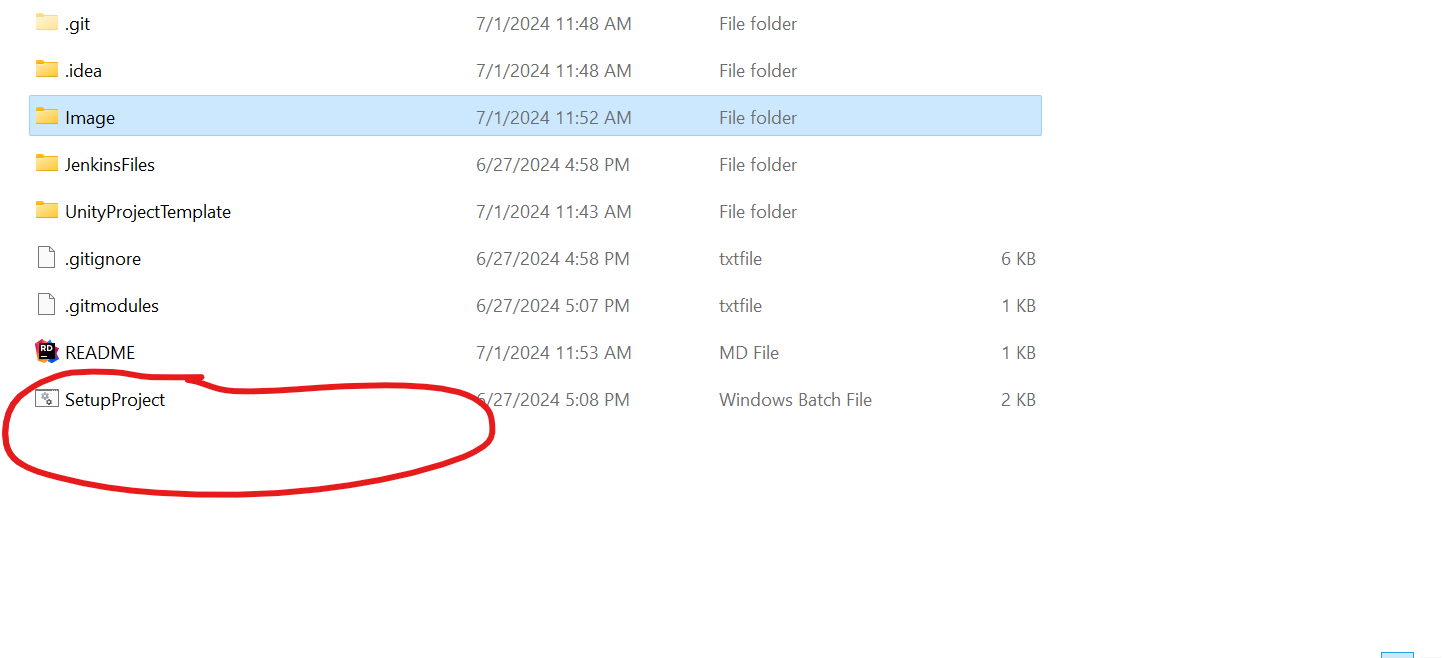 .git 7/1/2024 11:48 AM File folder
.idea 7/1/2024 11:48 AM File folder
Image 7/1/2024 11:52 AM File folder
JenkinsFiles 6/27/2024 4:58 PM File folder
UnityProjectTemplate 7/1/2024 11:43 AM File folder
.gitignore 6/27/2024 4:58 PM txtfile 6 KB
.gitmodules 6/27/2024 5:07 PM txtfile 1 KB
RD README 7/1/2024 11:53 AM MD File 1 KB
SetupProject 6/27/2024 5:08 PM Windows Batch File 2 KB